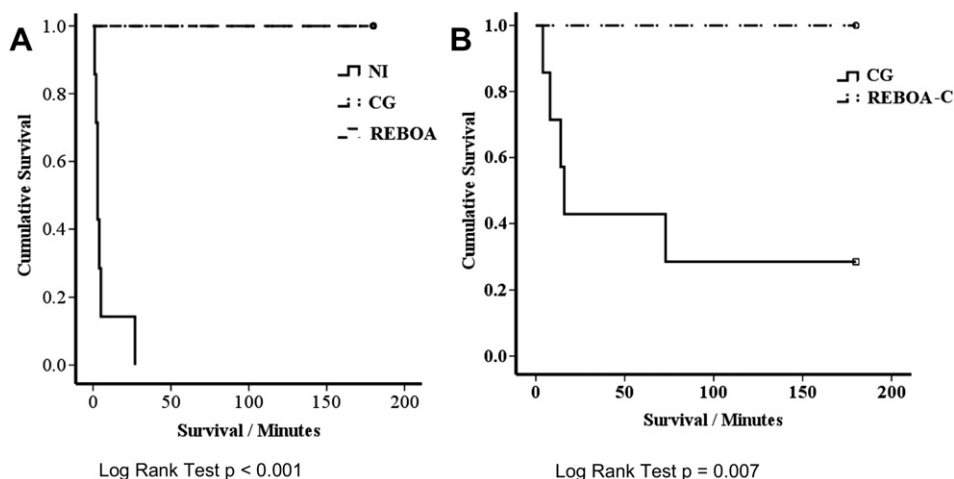 A
1.0
0.8
0.6
0.4
0.2
0.0
Cumulative Survival
NI
CG
REBOA
0 50 100 150 200
Survival / Minutes
Log Rank Test p < 0.001
B
1.0
0.8
0.6
0.4
0.2
0.0
Cumulative Survival
CG
REBOA-C
0 50 100 150 200
Survival / Minutes
Log Rank Test p = 0.007